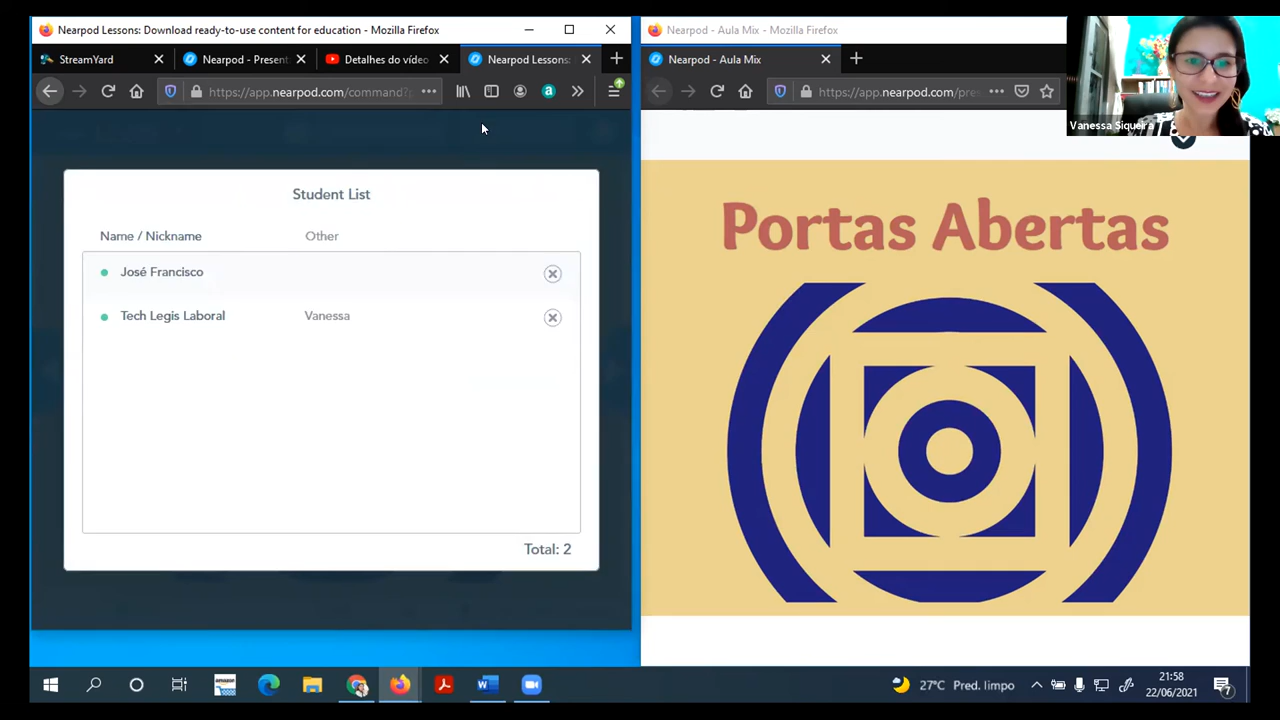 Nearpod Lessons: Download ready-to-use content for education - Mozilla Firefox
StreamYard
Nearpod - Present
Detalhes do vídeo
Nearpod Lessons:
https://app.nearpod.com/command?p
Student List
Name / Nickname Other
José Francisco
Tech Legis Laboral Vanessa
Total: 2
Nearpod - Aula Mix - Mozilla Firefox
Nearpod - Aula Mix
https://app.nearpod.com/pres
Vanessa Siqueira
Portas Abertas
amazon
27°C Pred. limpo
21:58
22/06/2021
7